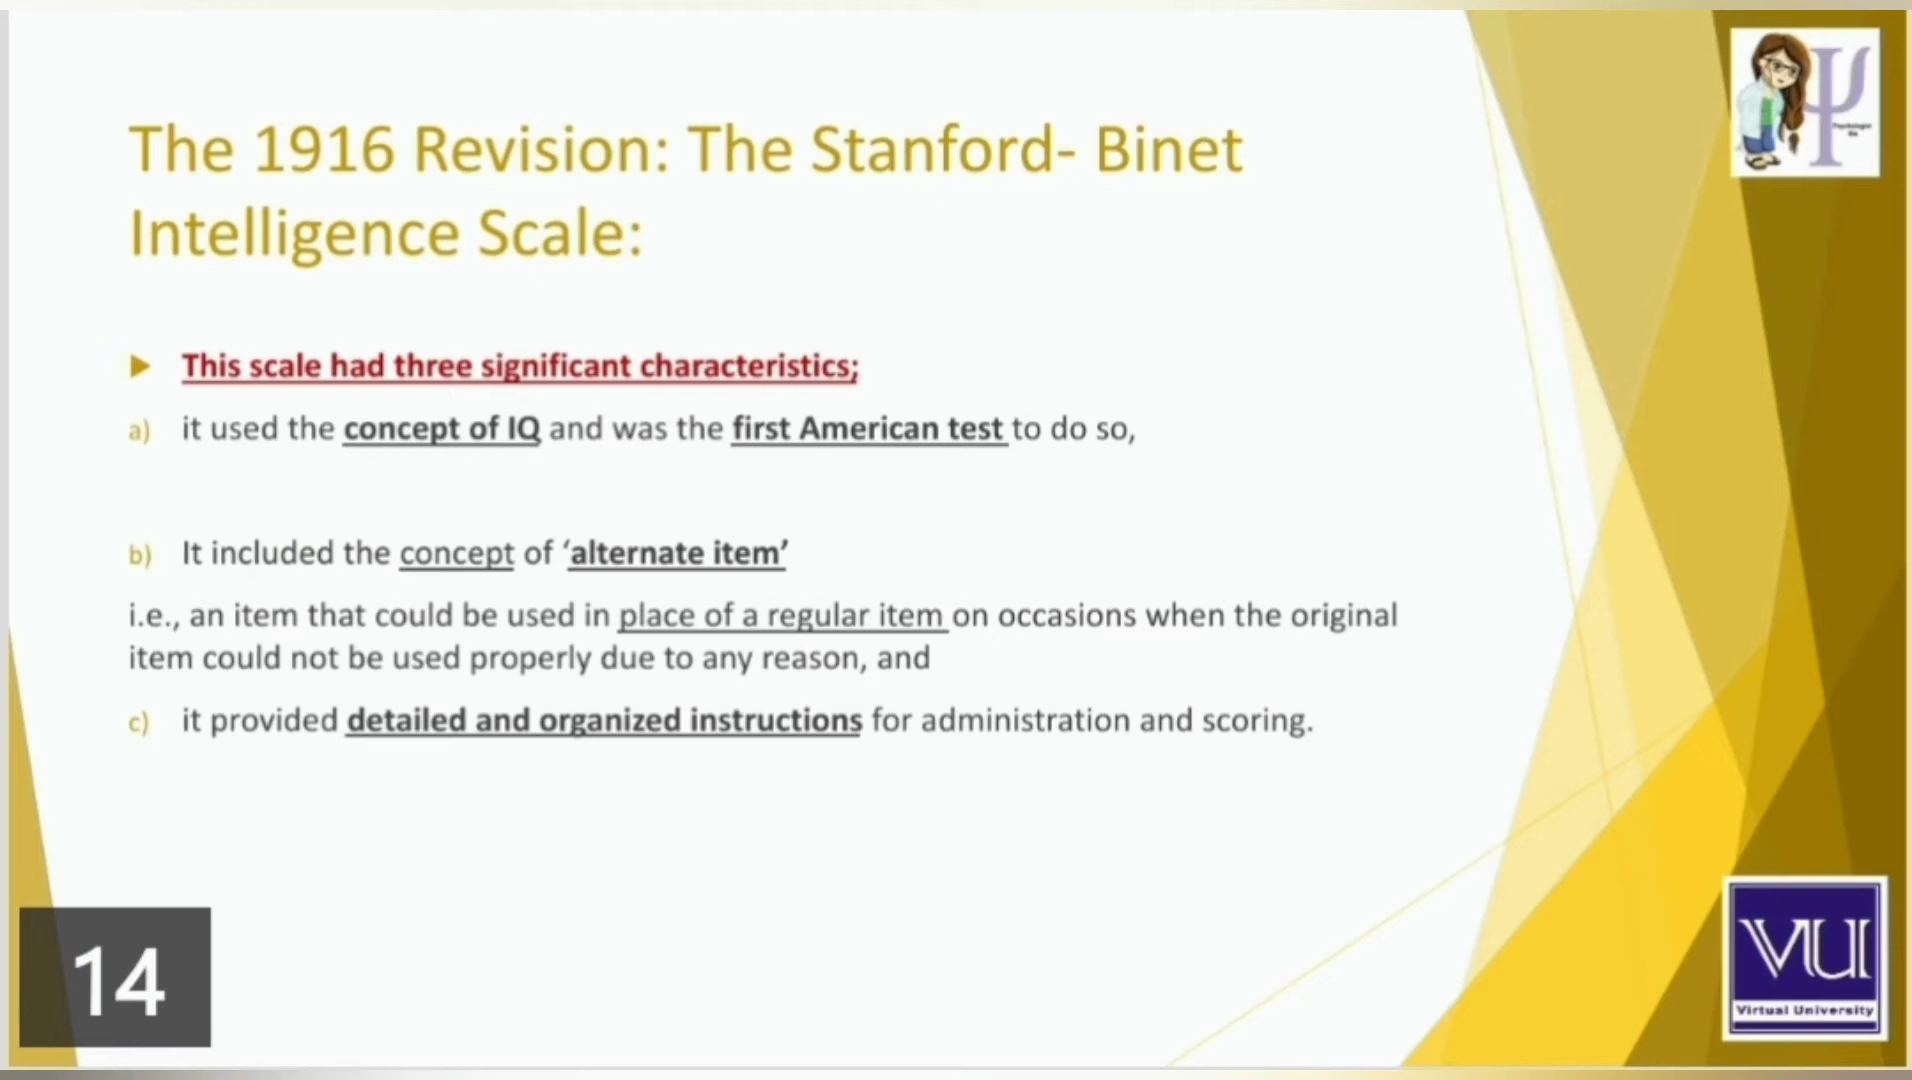 The 1916 Revision: The Stanford- Binet
Intelligence Scale:
This scale had three significant characteristics;
a) it used the concept of IQ and was the first American test to do so,
b) It included the concept of ‘alternate item’
i.e., an item that could be used in place of a regular item on occasions when the original
item could not be used properly due to any reason, and
c) it provided detailed and organized instructions for administration and scoring.
14
VU
Virtual University